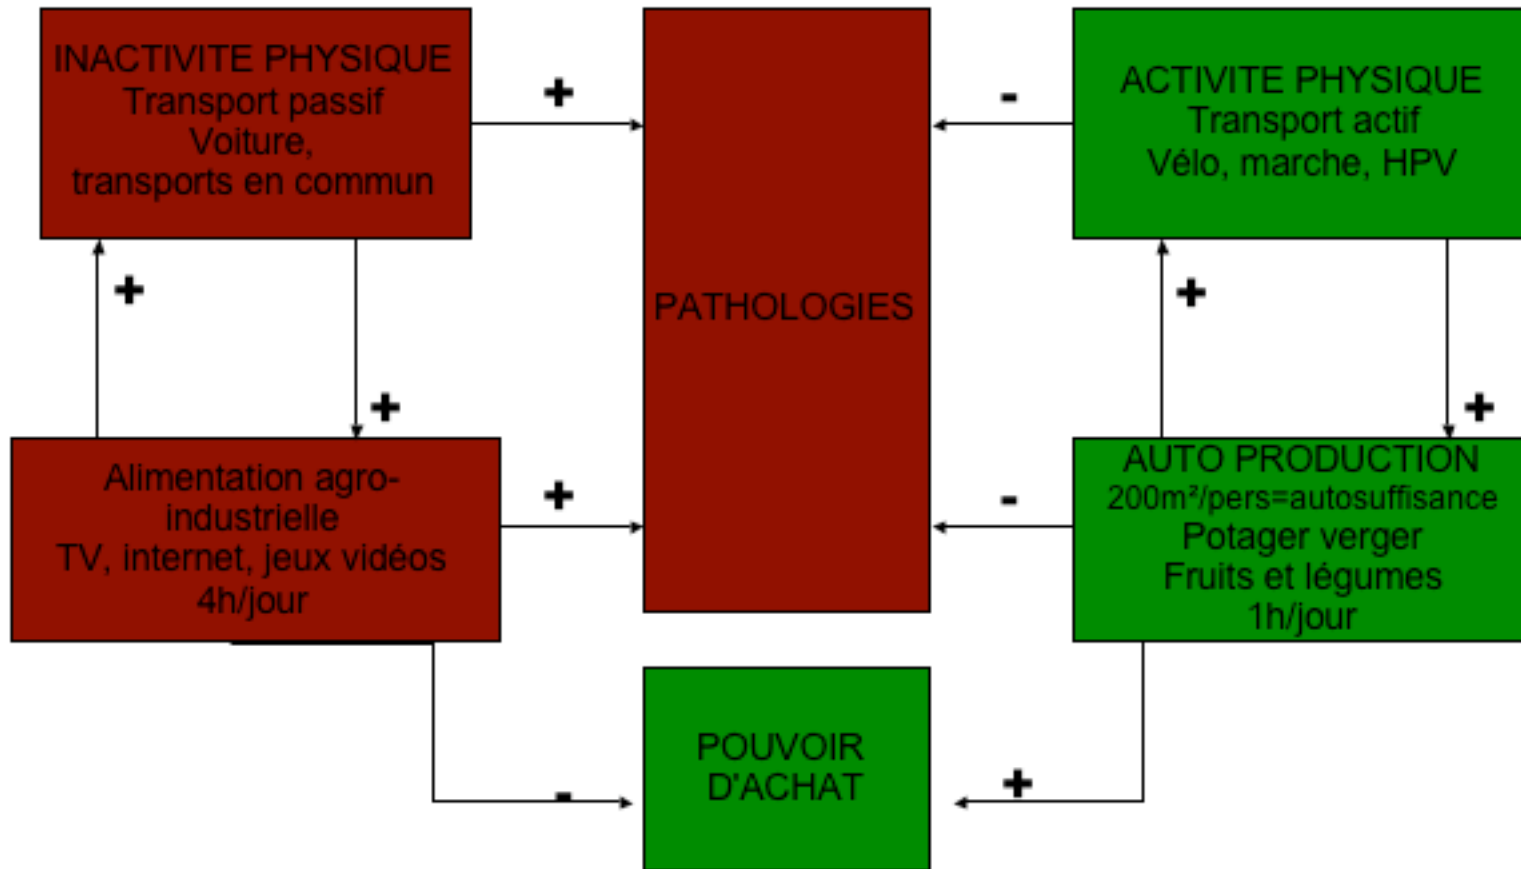 INACTIVITE PHYSIQUE
Transport passif
Voiture,
transports en commun
+
PATHOLOGIES
-
ACTIVITE PHYSIQUE
Transport actif
Vélo, marche, HPV
+
+
+
+
Alimentation agro-
industrielle
TV, internet, jeux vidéos
4h/jour
+
-
AUTO PRODUCTION
200m²/pers=autosuffisance
Potager verger
Fruits et légumes
1h/jour
-
POUVOIR
D'ACHAT
+